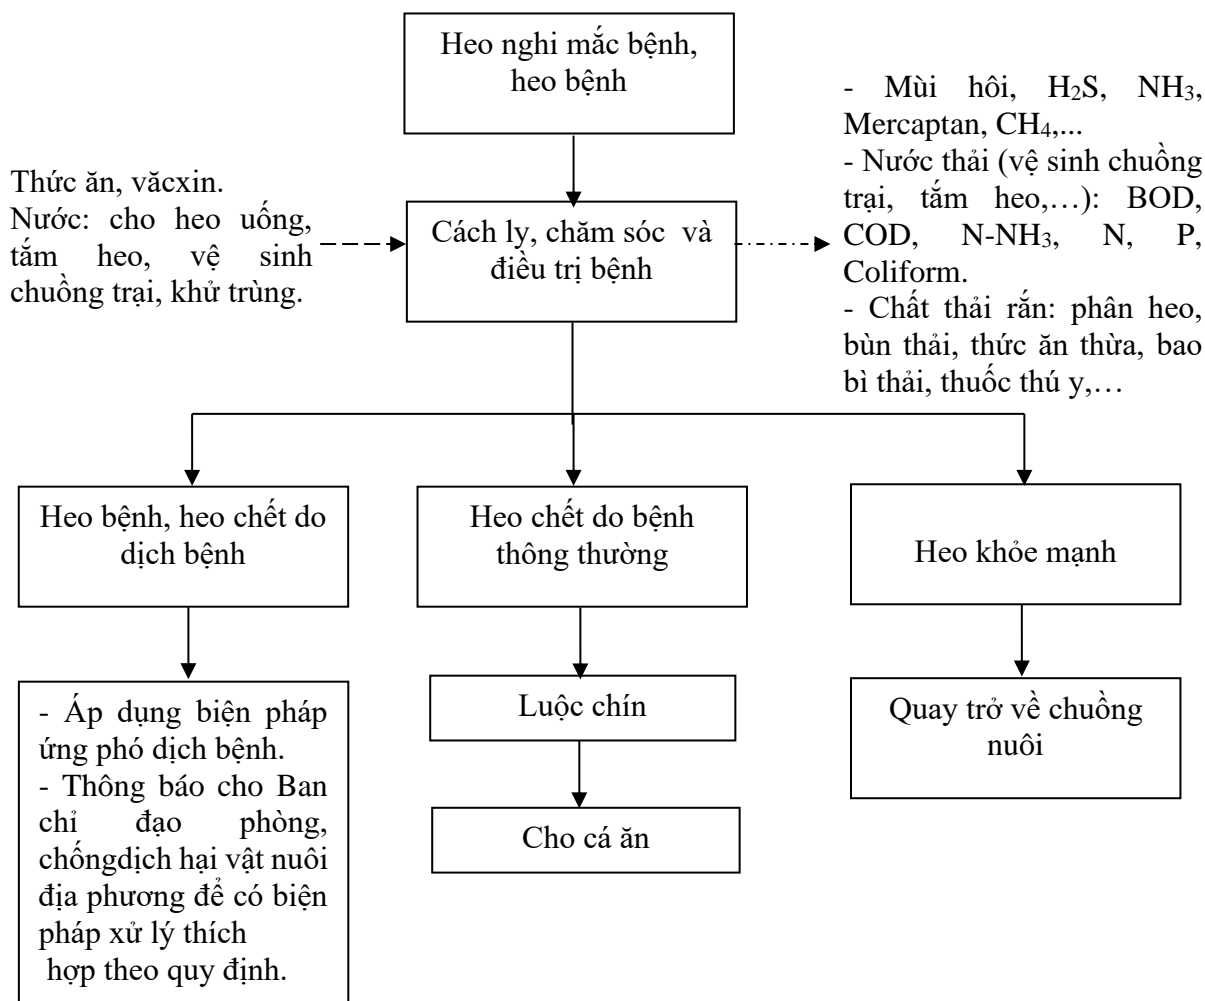 Heo nghi mắc bệnh,
heo bệnh
Thức ăn, văcxin.
Nước: cho heo uống,
tắm heo, vệ sinh
chuồng trại, khử trùng.
Cách ly, chăm sóc và
điều trị bệnh
- Mùi hôi, H₂S, NH₃,
Mercaptan, CH₄,...
- Nước thải (vệ sinh chuồng
trại, tắm heo,…): BOD,
COD, N-NH₃, N, P,
Coliform.
- Chất thải rắn: phân heo,
bùn thải, thức ăn thừa, bao
bì thải, thuốc thú y,…
Heo bệnh, heo chết do
dịch bệnh
Heo chết do bệnh
thông thường
Heo khỏe mạnh
- Áp dụng biện pháp
ứng phó dịch bệnh.
- Thông báo cho Ban
chỉ đạo phòng,
chốngdịch hại vật nuôi
địa phương để có biện
pháp xử lý thích
hợp theo quy định.
Luộc chín
Cho cá ăn
Quay trở về chuồng
nuôi